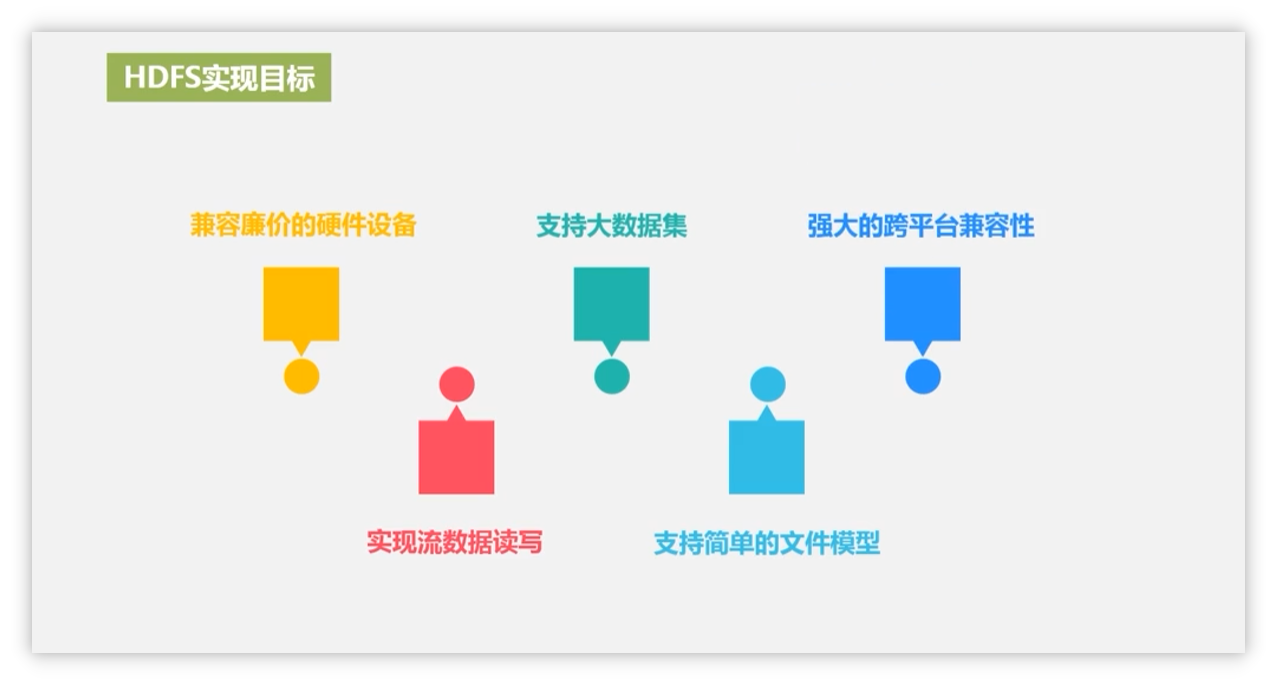 HDFS实现目标
兼容廉价的硬件设备
支持大数据集
强大的跨平台兼容性
实现流数据读写
支持简单的文件模型